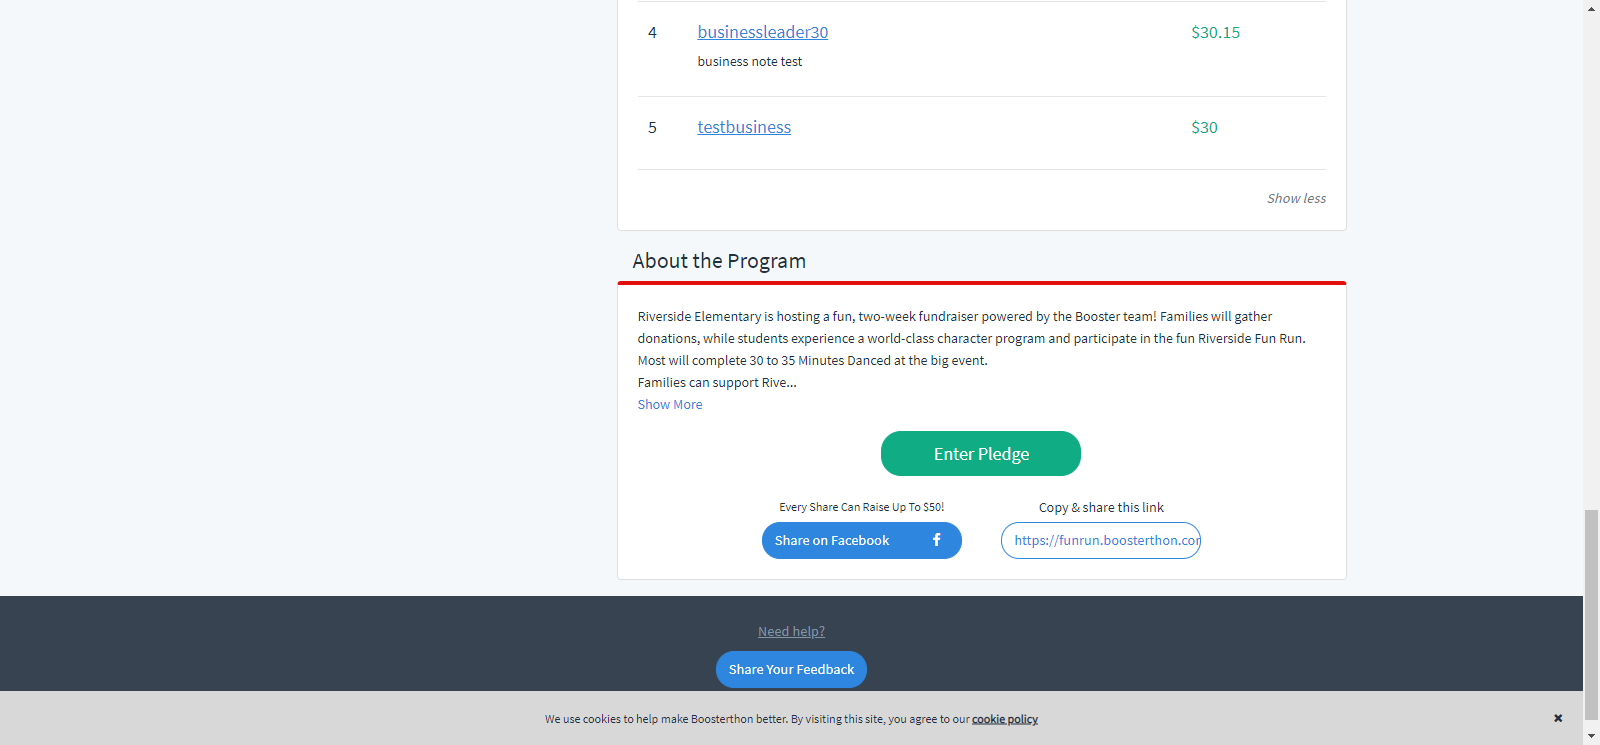 4 businessleader30 $30.15
business note test
5 testbusiness $30
Show less
About the Program
Riverside Elementary is hosting a fun, two-week fundraiser powered by the Booster team! Families will gather
donations, while students experience a world-class character program and participate in the fun Riverside Fun Run.
Most will complete 30 to 35 Minutes Danced at the big event.
Families can support Rive...
Show More
Enter Pledge
Every Share Can Raise Up To $50!
Share on Facebook
Copy & share this link
https://funrun.boosterthon.cor
Need help?
Share Your Feedback
We use cookies to help make Boosterthon better. By visiting this site, you agree to our cookie policy